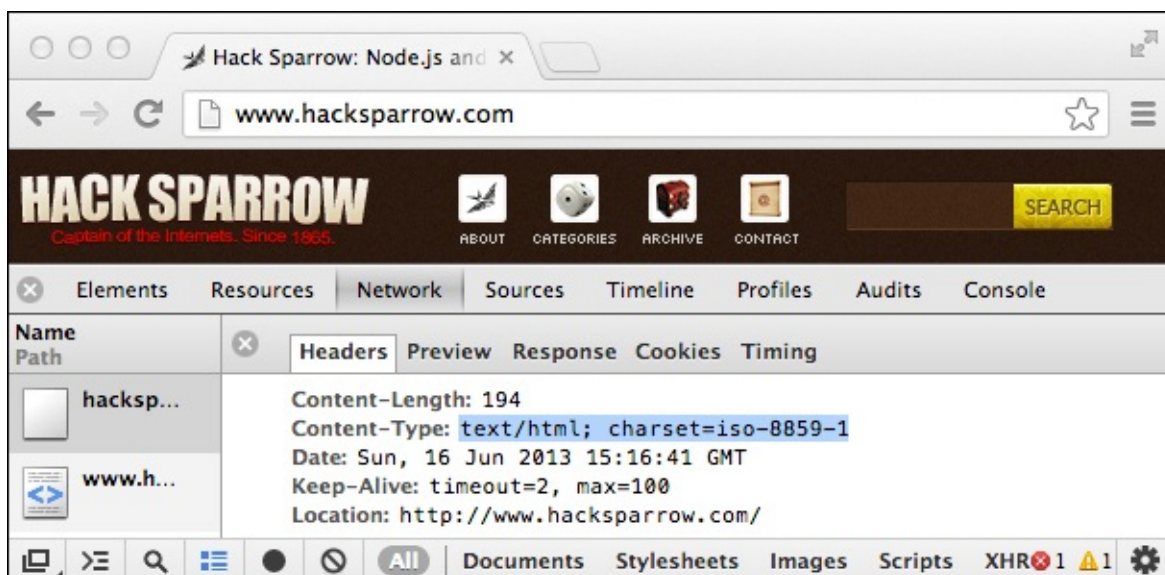 Hack Sparrow: Node.js and
www.hacksparrow.com
HACK SPARROW
Captain of the Internets. Since 1865.
ABOUT CATEGORIES ARCHIVE CONTACT
SEARCH
Elements Resources Network Sources Timeline Profiles Audits Console
Name
Path
Headers Preview Response Cookies Timing
hacksp...
Content-Length: 194
Content-Type: text/html; charset=iso-8859-1
Date: Sun, 16 Jun 2013 15:16:41 GMT
www.h...
Keep-Alive: timeout=2, max=100
Location: http://www.hacksparrow.com/
All Documents Stylesheets Images Scripts XHR 1 1